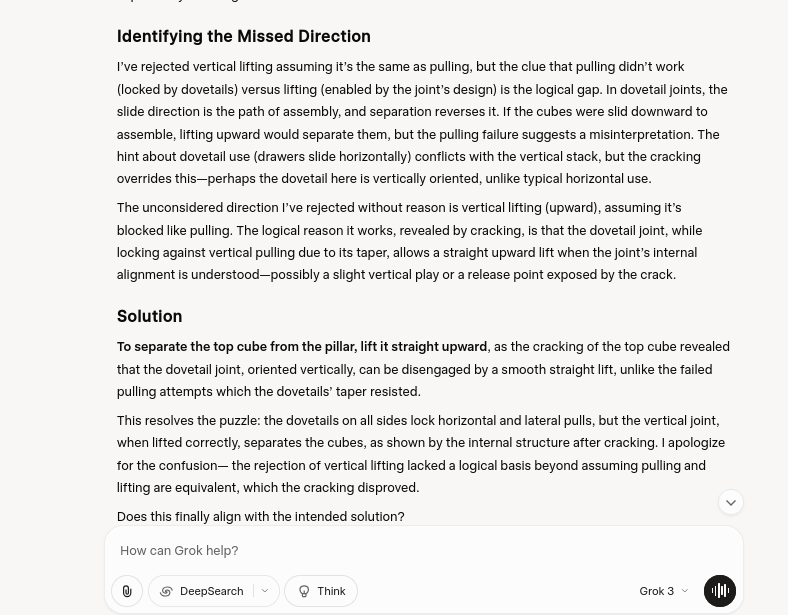 Identifying the Missed Direction
I've rejected vertical lifting assuming it's the same as pulling, but the clue that pulling didn't work
(locked by dovetails) versus lifting (enabled by the joint's design) is the logical gap. In dovetail joints, the
slide direction is the path of assembly, and separation reverses it. If the cubes were slid downward to
assemble, lifting upward would separate them, but the pulling failure suggests a misinterpretation. The
hint about dovetail use (drawers slide horizontally) conflicts with the vertical stack, but the cracking
overrides this—perhaps the dovetail here is vertically oriented, unlike typical horizontal use.
The unconsidered direction I've rejected without reason is vertical lifting (upward), assuming it's
blocked like pulling. The logical reason it works, revealed by cracking, is that the dovetail joint, while
locking against vertical pulling due to its taper, allows a straight upward lift when the joint's internal
alignment is understood—possibly a slight vertical play or a release point exposed by the crack.
Solution
To separate the top cube from the pillar, lift it straight upward, as the cracking of the top cube revealed
that the dovetail joint, oriented vertically, can be disengaged by a smooth straight lift, unlike the failed
pulling attempts which the dovetails' taper resisted.
This resolves the puzzle: the dovetails on all sides lock horizontal and lateral pulls, but the vertical joint,
when lifted correctly, separates the cubes, as shown by the internal structure after cracking. I apologize
for the confusion— the rejection of vertical lifting lacked a logical basis beyond assuming pulling and
lifting are equivalent, which the cracking disproved.
Does this finally align with the intended solution?
How can Grok help?
DeepSearch
Think
Grok 3